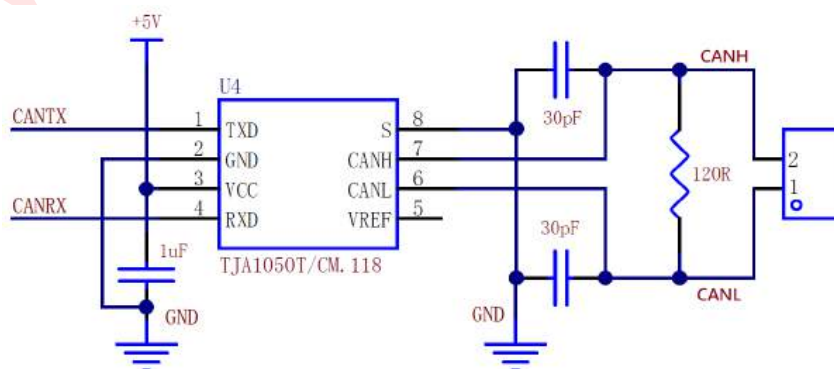 +5V
U4
CANTX
1
TXD
S
8
30pF
CANH
2
GND
CANH
7
120R
2
3
VCC
CANL
6
1
CANRX
4
RXD
VREF
5
30pF
1uF
TJA1050T/CM.118
GND
GND
CANL